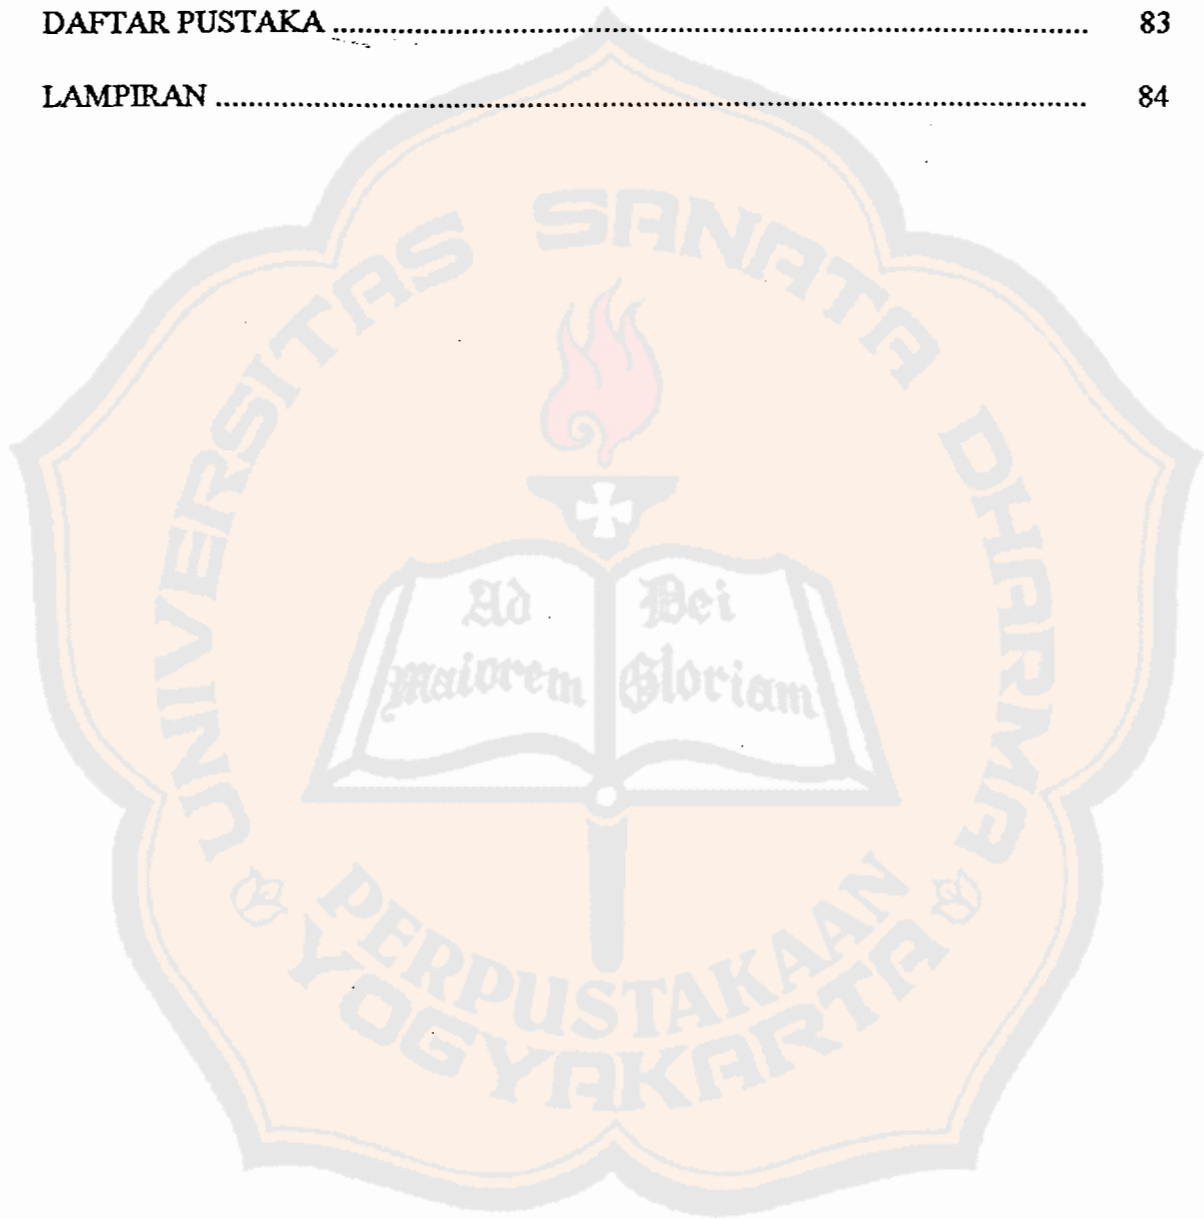 DAFTAR PUSTAKA ........................................................................................ 83
LAMPIRAN ..................................................................................................... 84
UNIVERSITAS SANATA DHARMA
Ad Dei
Maiorem Gloriam
PERPUSTAKAAN
YOGYAKARTA